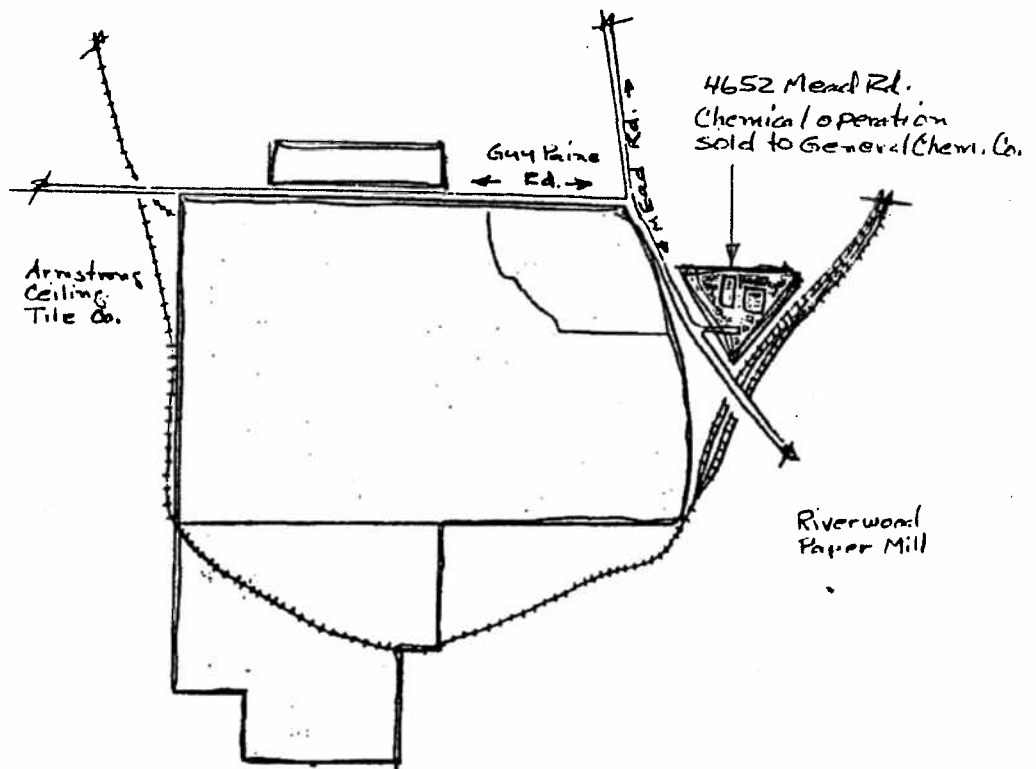 4652 Mead Rd.
Chemical operation
sold to General Chem. Co.
Guy Paine
Rd.
Mead Rd.
Armstrong
Ceiling
Tile Co.
Riverwood
Paper Mill